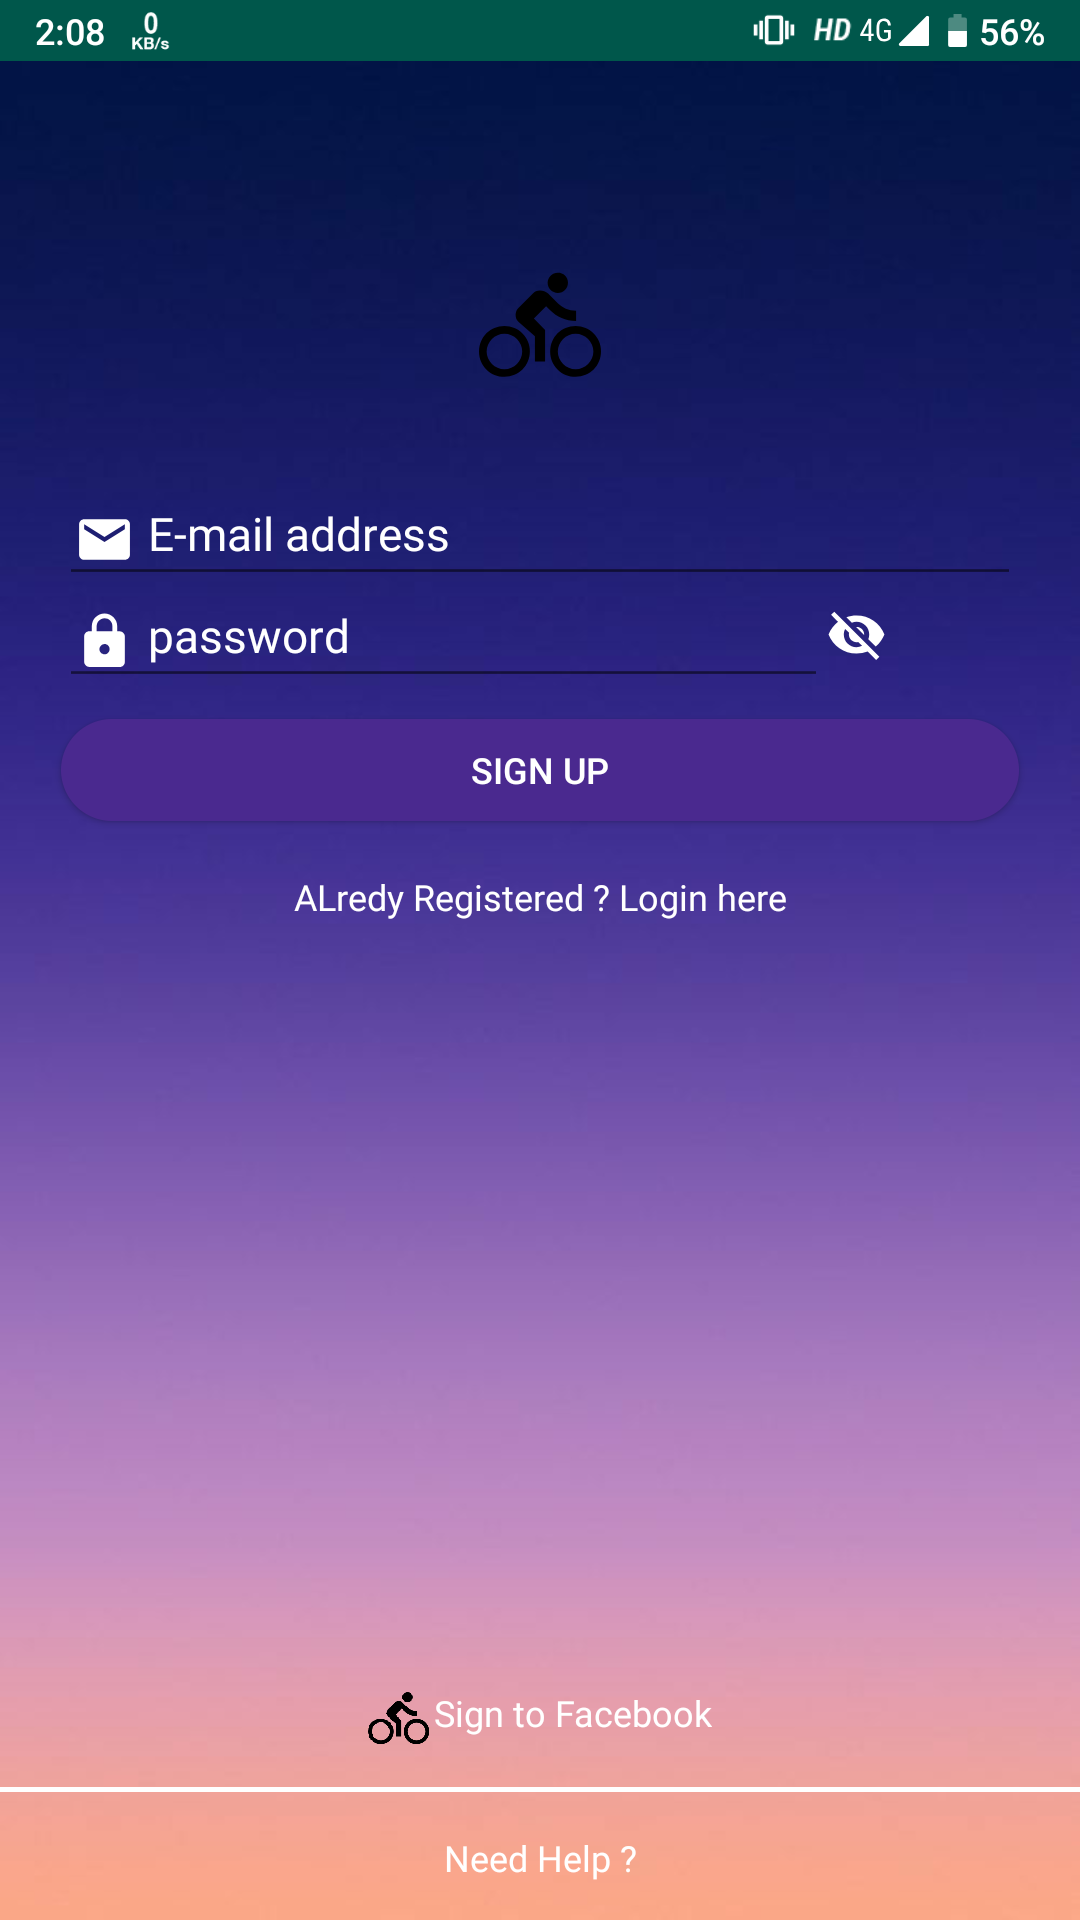 2:08 0 KB/s HD 4G 56%
E-mail address
password
SIGN UP
ALredy Registered ? Login here
Sign to Facebook
Need Help ?